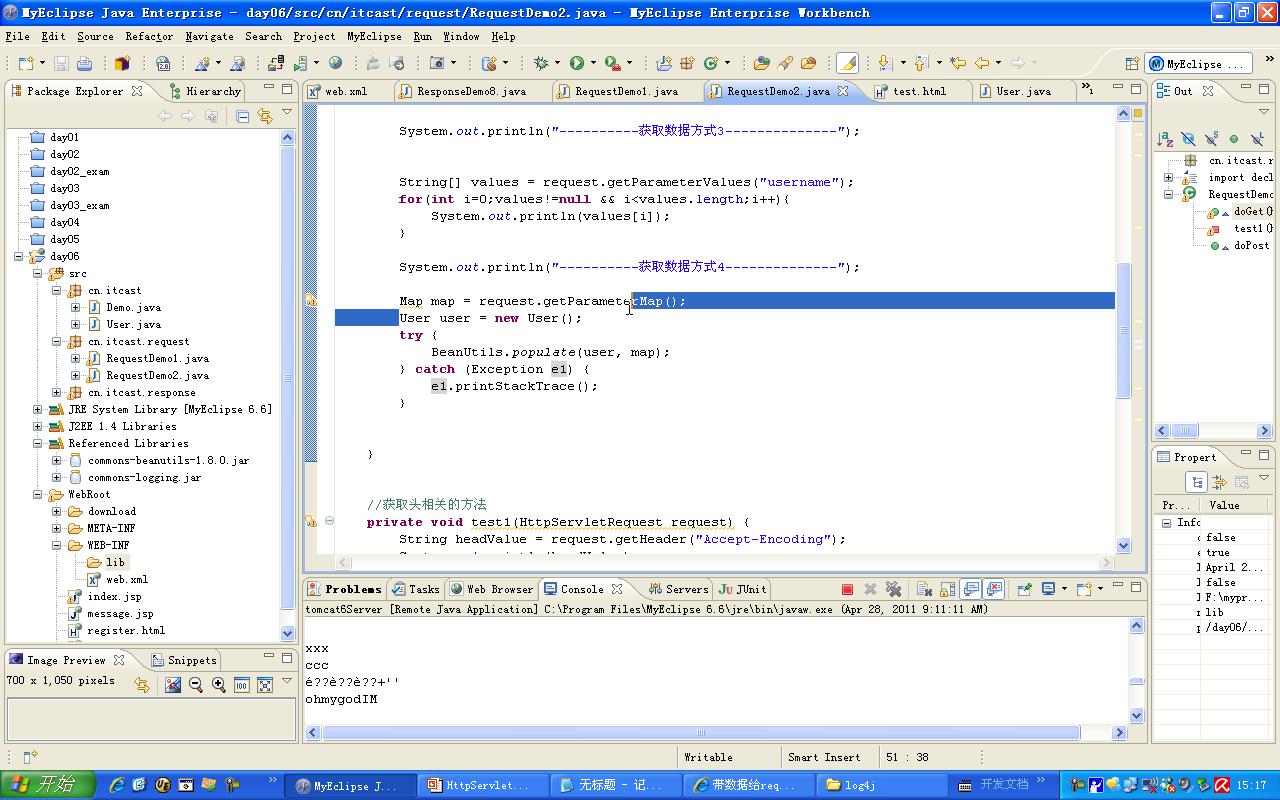 MyEclipse Java Enterprise - day06/src/cn/itcast/request/RequestDemo2.java - MyEclipse Enterprise Workbench
File Edit Source Refactor Navigate Search Project MyEclipse Run Window Help
MyEclipse ...
Package Explorer Hierarchy
web.xml ResponceDemo8.java RequestDemo1.java RequestDemo2.java test.html User.java
Out
day01
day02
day02_exam
day03
day03_exam
day04
day05
day06
src
cn.itcast
Demo.java
User.java
cn.itcast.request
RequestDemo1.java
RequestDemo2.java
cn.itcast.response
JRE System Library [MyEclipse 6.6]
J2EE 1.4 Libraries
Referenced Libraries
commons-beanutils-1.8.0.jar
commons-logging.jar
WebRoot
download
META-INF
WEB-INF
lib
web.xml
index.jsp
message.jsp
register.html
System.out.println("----------获取数据方式3--------------");
String[] values = request.getParameterValues("username");
for(int i=0;values!=null && i<values.length;i++){
System.out.println(values[i]);
}
System.out.println("----------获取数据方式4--------------");
Map map = request.getParameterMap();
User user = new User();
try {
BeanUtils.populate(user, map);
} catch (Exception e1) {
e1.printStackTrace();
}
}
//获取头相关的方法
private void test1(HttpServletRequest request) {
String headValue = request.getHeader("Accept-Encoding");
cn.itcast.r
import decl
RequestDemo
doGet()
test1()
doPost
Propert
Pr... Value
Info
false
true
April 2...
false
F:\mypr...
lib
/day06/...
Image Preview Snippets
700 x 1,050 pixels
Problems Tasks Web Browser Console Servers JUnit
tomcat6Server [Remote Java Application] C:\Program Files\MyEclipse 6.6\jre\bin\javaw.exe (Apr 28, 2011 9:11:11 AM)
xxx
ccc
é??è??è??+''
ohmygodIM
Writable Smart Insert 51 : 38
开始 MyEclipse J... HttpServlet... 无标题 - 记... 带数据给req... log4j 开发文档 15:17